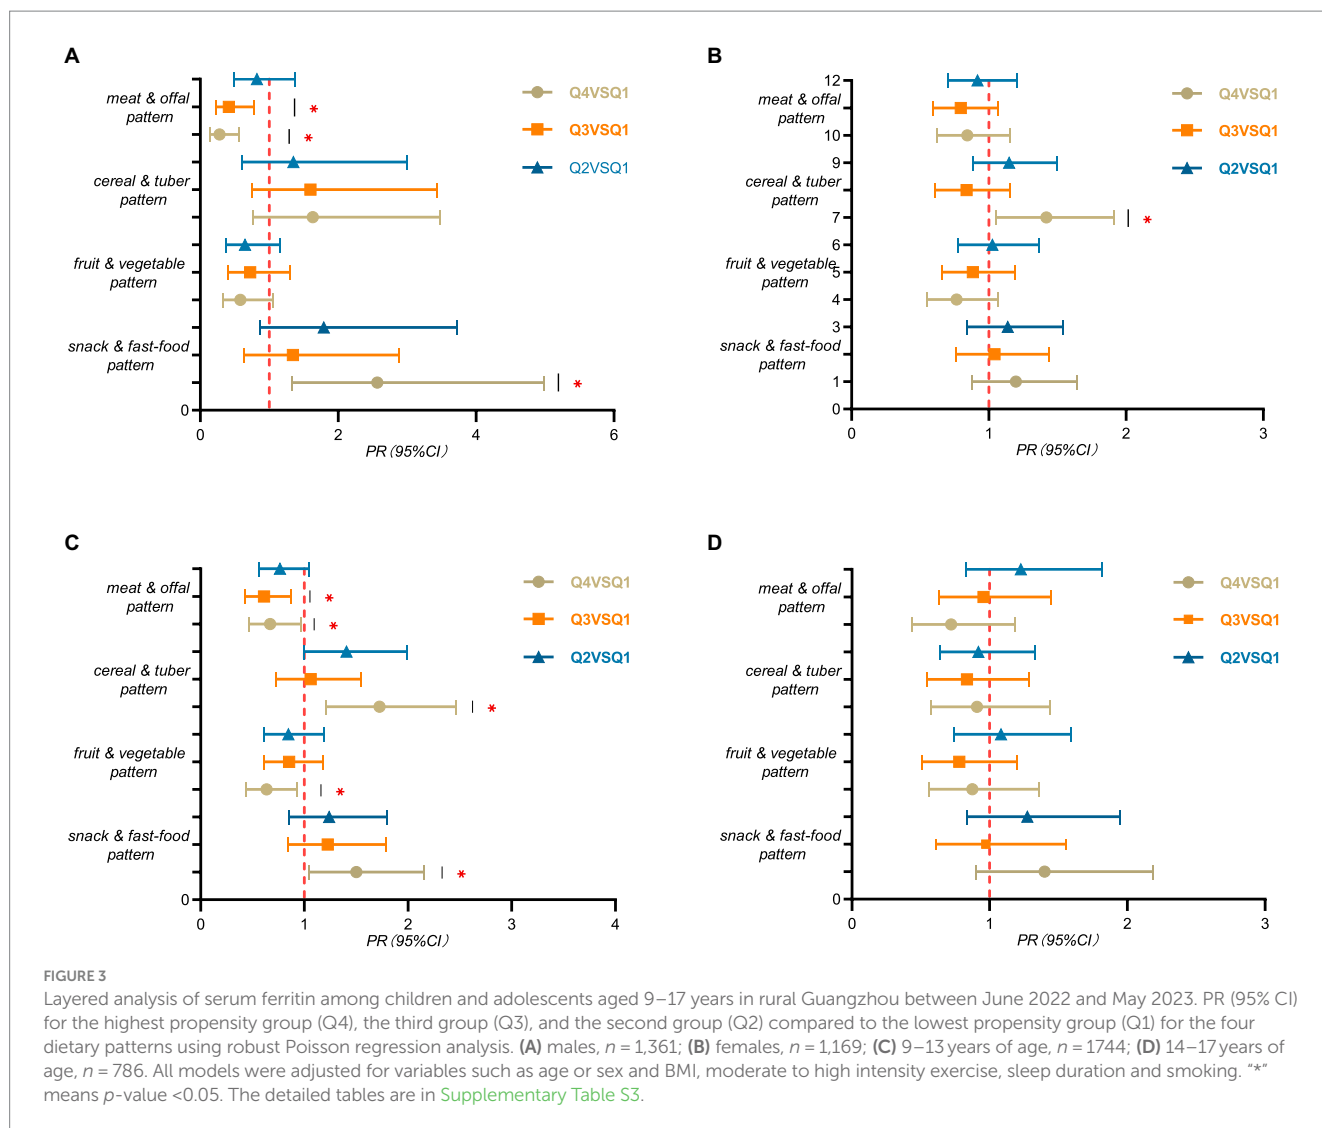 A
meat & offal
pattern
*
*
cereal & tuber
pattern
fruit & vegetable
pattern
snack & fast-food
pattern
*
0
0 2 4 6
PR (95%CI)
Q4VSQ1
Q3VSQ1
Q2VSQ1
B
12
meat & offal
pattern
10
9
cereal & tuber
pattern
7
*
6
fruit & vegetable
5
pattern
4
3
snack & fast-food
pattern
1
0
0 1 2 3
PR (95%CI)
Q4VSQ1
Q3VSQ1
Q2VSQ1
C
meat & offal
pattern
*
*
cereal & tuber
pattern
*
fruit & vegetable
pattern
*
snack & fast-food
pattern
*
0
0 1 2 3 4
PR (95%CI)
Q4VSQ1
Q3VSQ1
Q2VSQ1
D
meat & offal
pattern
cereal & tuber
pattern
fruit & vegetable
pattern
snack & fast-food
pattern
0
0 1 2 3
PR (95%CI)
Q4VSQ1
Q3VSQ1
Q2VSQ1
FIGURE 3
Layered analysis of serum ferritin among children and adolescents aged 9–17 years in rural Guangzhou between June 2022 and May 2023. PR (95% CI)
for the highest propensity group (Q4), the third group (Q3), and the second group (Q2) compared to the lowest propensity group (Q1) for the four
dietary patterns using robust Poisson regression analysis. (A) males, n = 1,361; (B) females, n = 1,169; (C) 9–13 years of age, n = 1744; (D) 14–17 years of
age, n = 786. All models were adjusted for variables such as age or sex and BMI, moderate to high intensity exercise, sleep duration and smoking. "*"
means p-value <0.05. The detailed tables are in Supplementary Table S3.